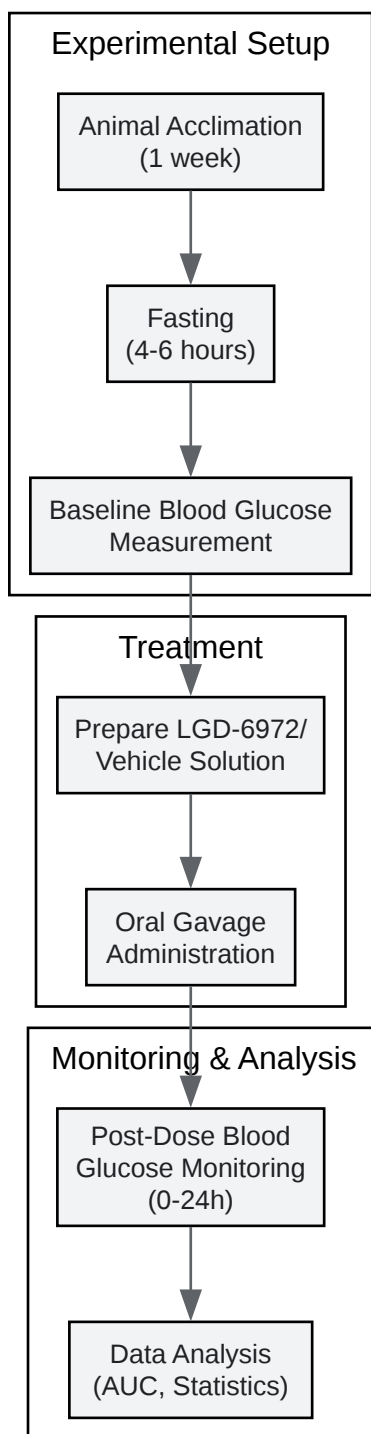 Experimental Setup
Animal Acclimation
(1 week)
Fasting
(4-6 hours)
Baseline Blood Glucose
Measurement
Treatment
Prepare LGD-6972/
Vehicle Solution
Oral Gavage
Administration
Monitoring & Analysis
Post-Dose Blood
Glucose Monitoring
(0-24h)
Data Analysis
(AUC, Statistics)